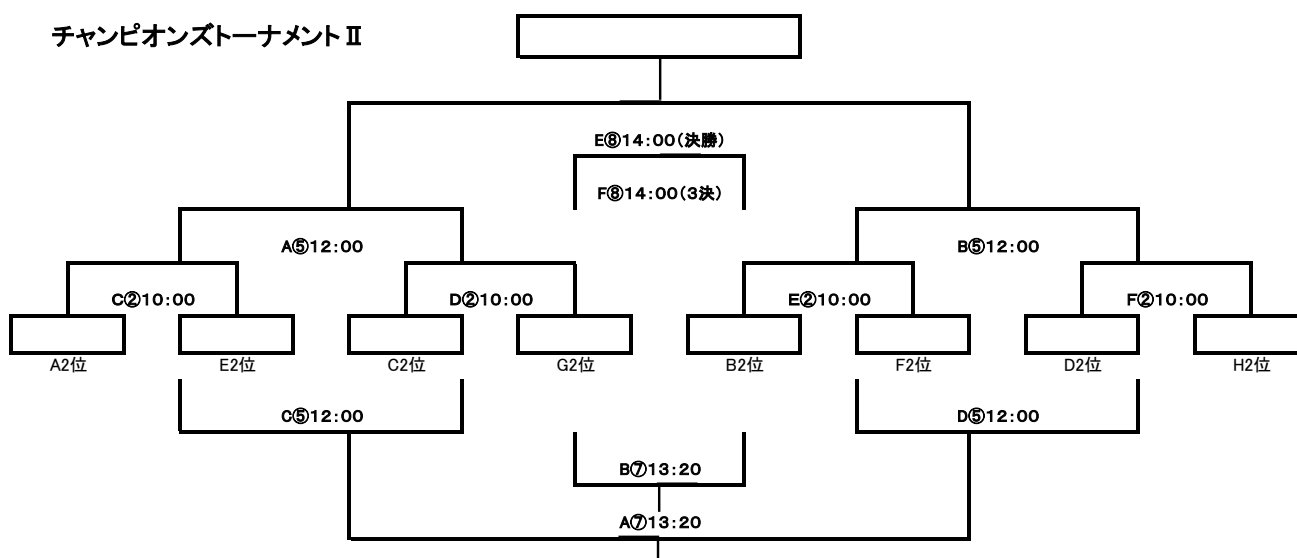 チャンピオンズトーナメントⅡ
E⑧14:00(決勝)
F⑧14:00(3決)
A⑤12:00
B⑤12:00
C②10:00
D②10:00
E②10:00
F②10:00
A2位
E2位
C2位
G2位
B2位
F2位
D2位
H2位
C⑤12:00
D⑤12:00
B⑦13:20
A⑦13:20